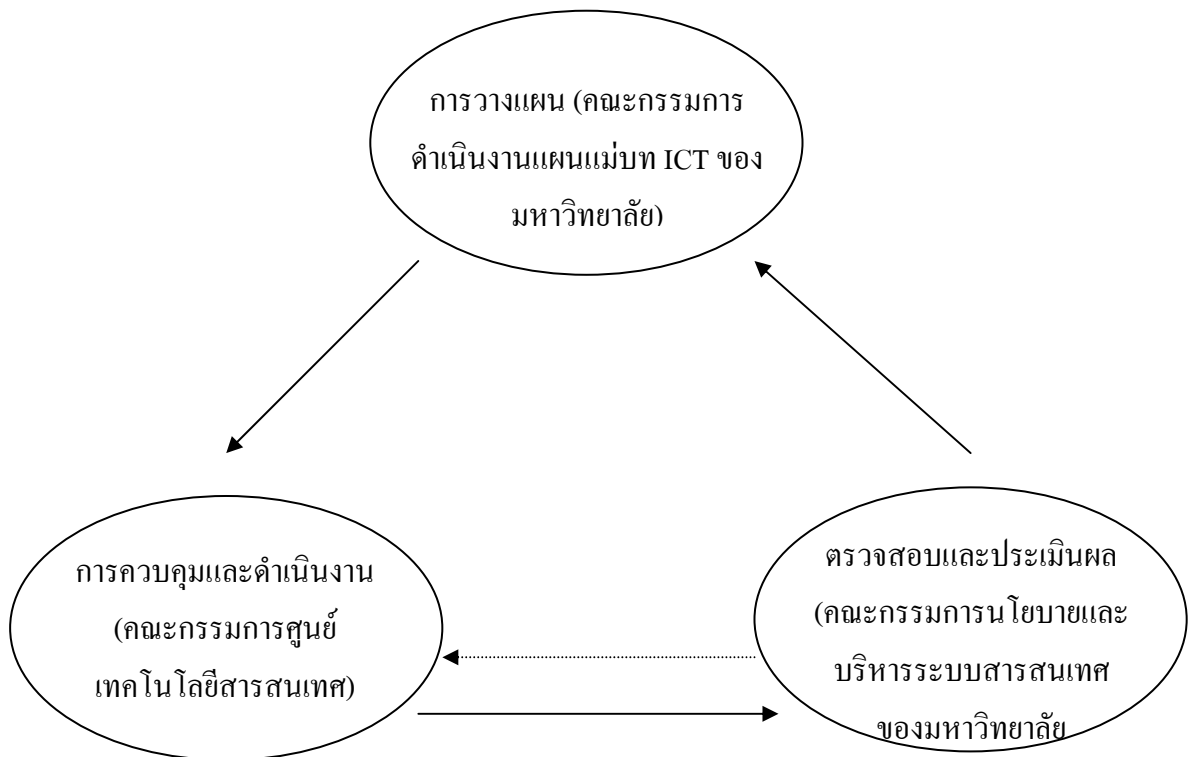 การวางแผน (คณะกรรมการ
ดำเนินงานแผนแม่บท ICT ของ
มหาวิทยาลัย)
การควบคุมและดำเนินงาน
(คณะกรรมการศูนย์
เทคโนโลยีสารสนเทศ)
ตรวจสอบและประเมินผล
(คณะกรรมการนโยบายและ
บริหารระบบสารสนเทศ
ของมหาวิทยาลัย